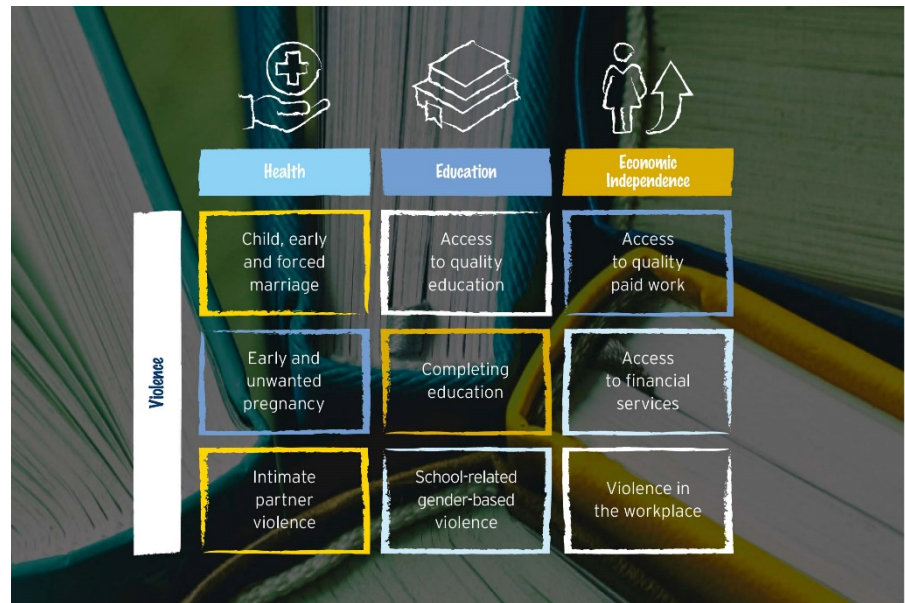 Health
Education
Economic
Independence
Violence
Child, early
and forced
marriage
Access
to quality
education
Access
to quality
paid work
Early and
unwanted
pregnancy
Completing
education
Access
to financial
services
Intimate
partner
violence
School-related
gender-based
violence
Violence in
the workplace